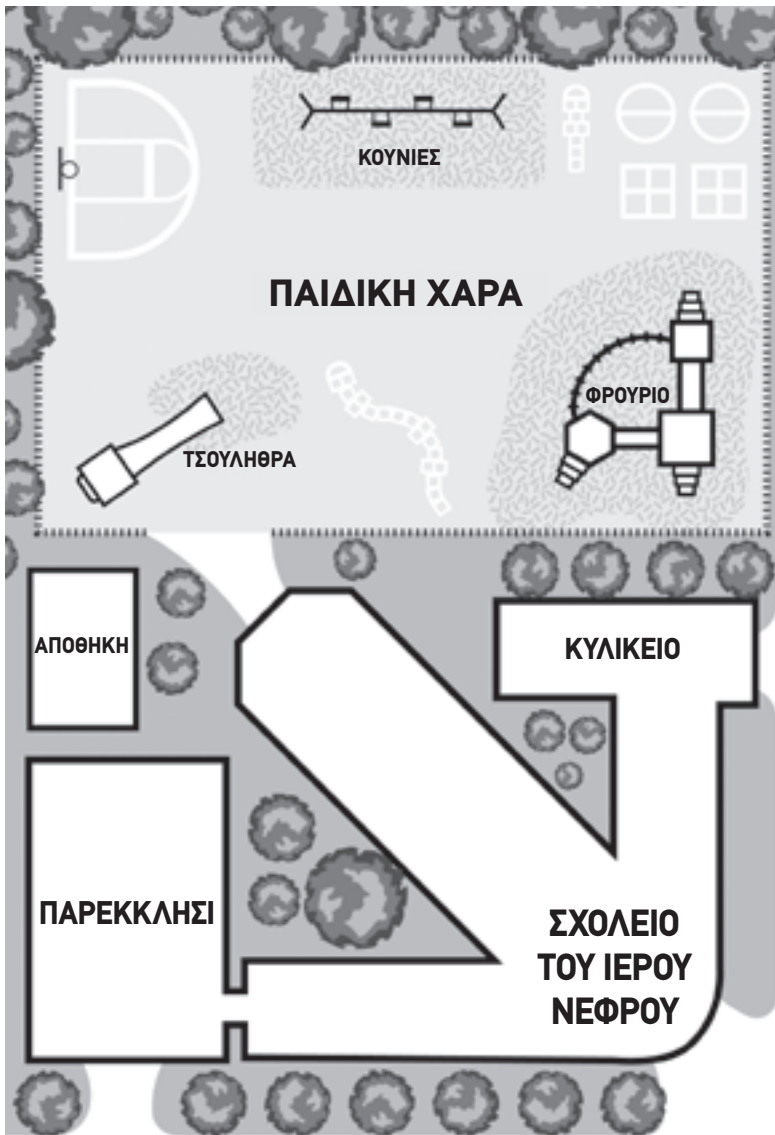 ΚΟΥΝΙΕΣ
ΠΑΙΔΙΚΗ ΧΑΡΑ
ΦΡΟΥΡΙΟ
ΤΣΟΥΛΗΘΡΑ
ΑΠΟΘΗΚΗ
ΚΥΛΙΚΕΙΟ
ΠΑΡΕΚΚΛΗΣΙ
ΣΧΟΛΕΙΟ
ΤΟΥ ΙΕΡΟΥ
ΝΕΦΡΟΥ